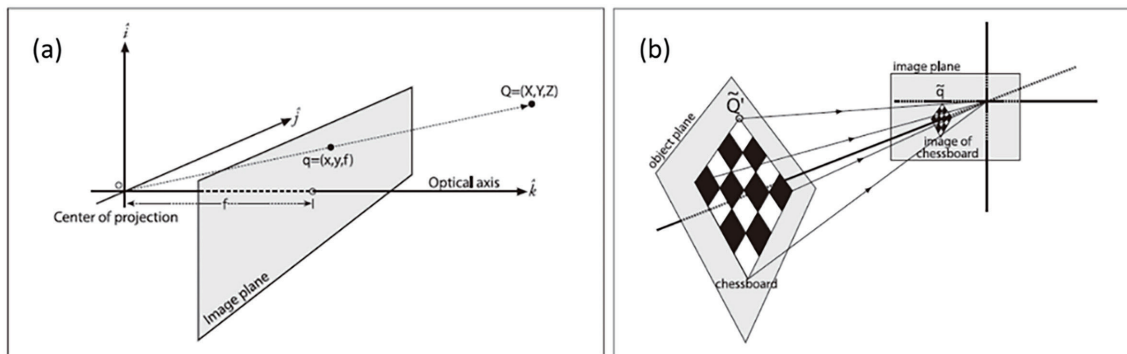 (a)
î
ĵ
Q=(X,Y,Z)
q=(x,y,f)
O
Center of projection
f
Optical axis
k̂
Image plane
(b)
image plane
q̃
image of
chessboard
Q̃'
object plane
chessboard